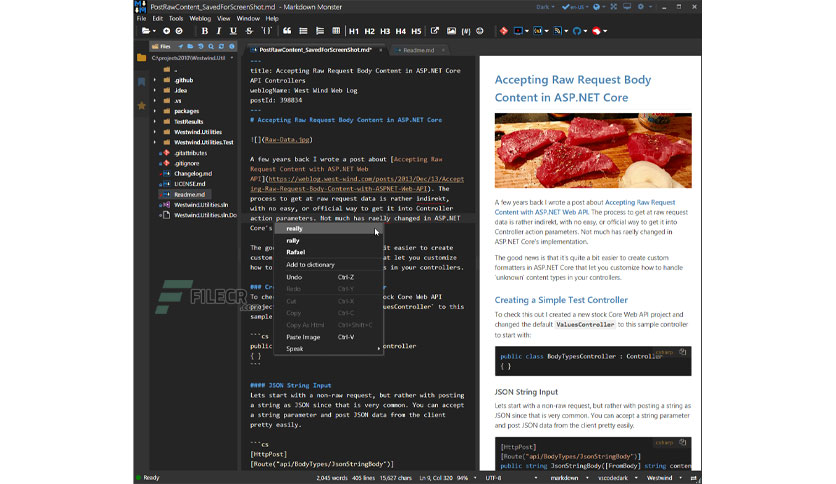 PostRawContent_SavedForScreenShot.md* - Markdown Monster
Dark
en-us
File Edit Tools Weblog View Window Help
B I U S H1 H2 H3 H4 H5
Files
PostRawContent_SavedForScreenShot.md*
Readme.md
C:\projects2010\Westwind.Util
..
.github
.idea
.vs
packages
TestResults
Westwind.Utilities
Westwind.Utilities.Test
.gitattributes
.gitignore
Changelog.md
LICENSE.md
Readme.md
Westwind.Utilities.sln
Westwind.Utilities.sln.Do
---
title: Accepting Raw Request Body Content in ASP.NET Core
API Controllers
weblogName: West Wind Web Log
postId: 398834
---
# Accepting Raw Request Body Content in ASP.NET Core
![](Raw-Data.jpg)
A few years back I wrote a post about [Accepting Raw
Request Content with ASP.NET Web
API](https://weblog.west-wind.com/posts/2013/Dec/13/Accept
ing-Raw-Request-Body-Content-with-ASPNET-Web-API). The
process to get at raw request data is rather indirekt,
with no easy, or official way to get it into Controller
action parameters. Not much has raelly changed in ASP.NET
Core's
The goo
it easier to create
custom
at let you customize
how to
s in your controllers.
### Cre
er
To chec
tock Core Web API
project
Controller` to this
sample
```cs
public
ontroller
{ }
```
#### JSON String Input
Lets start with a non-raw request, but rather with posting
a string as JSON since that is very common. You can accept
a string parameter and post JSON data from the client
pretty easily.
```cs
[HttpPost]
[Route("api/BodyTypes/JsonStringBody")]
really
rally
Rafael
Add to dictionary
Undo Ctrl-Z
Redo Ctrl-Y
Cut Ctrl-X
Copy Ctrl-C
Copy As Html Ctrl+Shift+C
Paste Image Ctrl-V
Speak
FILECR
.com
Accepting Raw Request Body
Content in ASP.NET Core
A few years back I wrote a post about Accepting Raw Request
Content with ASP.NET Web API. The process to get at raw request
data is rather indirekt, with no easy, or official way to get it into
Controller action parameters. Not much has raelly changed in
ASP.NET Core's implementation.
The good news is that it's quite a bit easier to create custom
formatters in ASP.NET Core that let you customize how to handle
'unknown' content types in your controllers.
Creating a Simple Test Controller
To check this out I created a new stock Core Web API project and
changed the default ValuesController to this sample controller
to start with:
csharp
public class BodyTypesController : Controller
{ }
JSON String Input
Lets start with a non-raw request, but rather with posting a string as
JSON since that is very common. You can accept a string parameter
and post JSON data from the client pretty easily.
csharp
[HttpPost]
[Route("api/BodyTypes/JsonStringBody")]
public string JsonStringBody([FromBody] string conten
Ready
2,045 words 405 lines 15,627 chars Ln 9, Col 320 94% UTF-8 markdown vscodedark Westwind